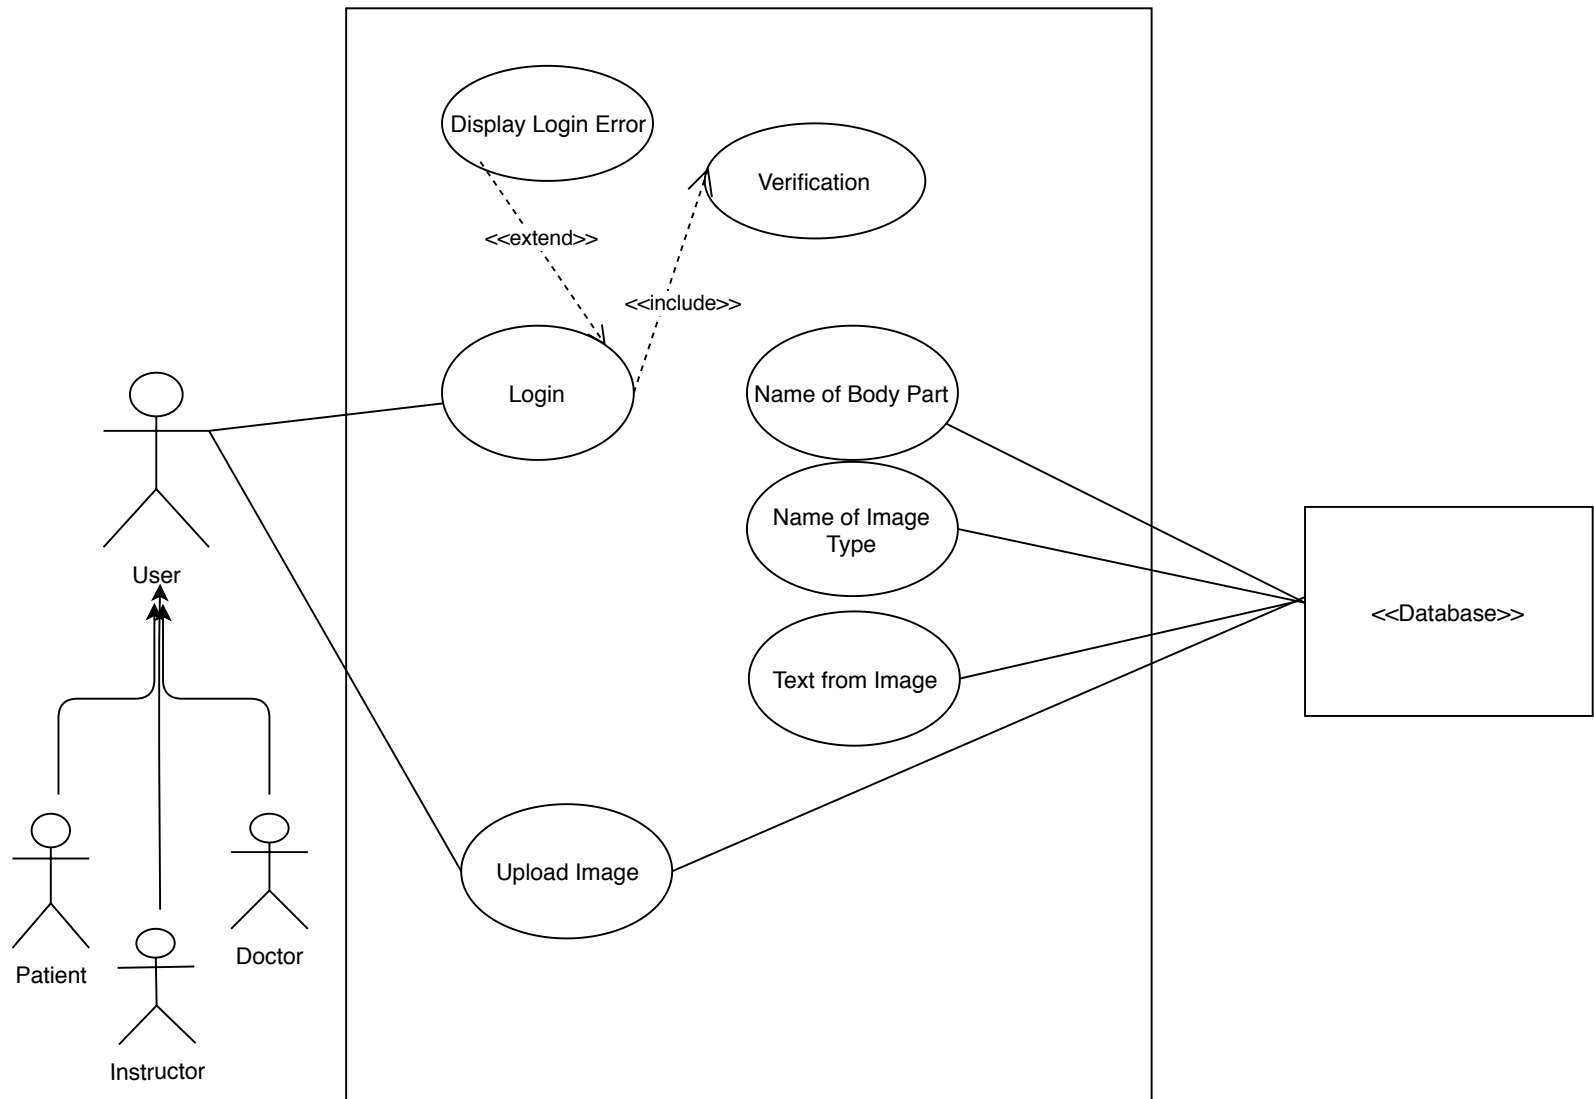 Display Login Error
Verification
<<extend>>
<<include>>
Login
Name of Body Part
Name of Image
Type
User
<<Database>>
Text from Image
Upload Image
Patient
Doctor
Instructor